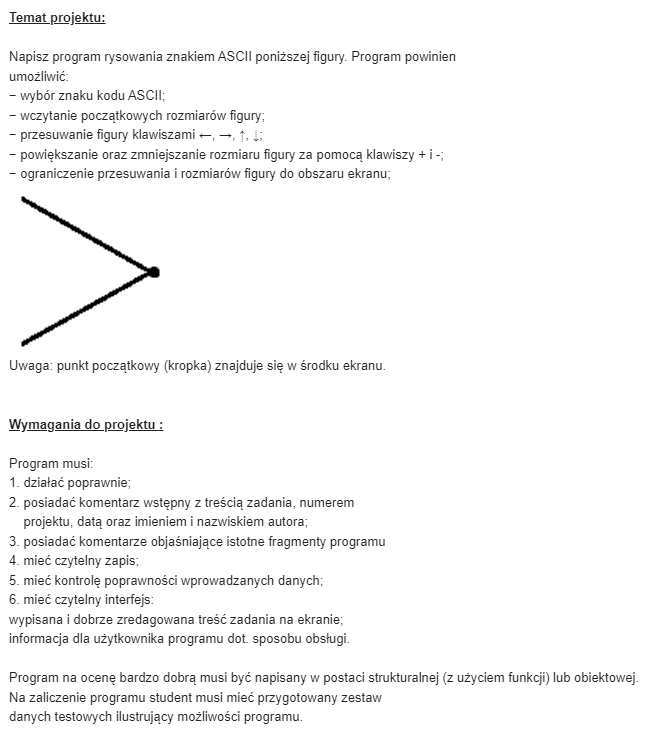 Temat projektu:
Napisz program rysowania znakiem ASCII poniższej figury. Program powinien
umożliwić:
− wybór znaku kodu ASCII;
− wczytanie początkowych rozmiarów figury;
− przesuwanie figury klawiszami ←, →, ↑, ↓;
− powiększanie oraz zmniejszanie rozmiaru figury za pomocą klawiszy + i -;
− ograniczenie przesuwania i rozmiarów figury do obszaru ekranu;
Uwaga: punkt początkowy (kropka) znajduje się w środku ekranu.
Wymagania do projektu :
Program musi:
1. działać poprawnie;
2. posiadać komentarz wstępny z treścią zadania, numerem
projektu, datą oraz imieniem i nazwiskiem autora;
3. posiadać komentarze objaśniające istotne fragmenty programu
4. mieć czytelny zapis;
5. mieć kontrolę poprawności wprowadzanych danych;
6. mieć czytelny interfejs:
wypisana i dobrze zredagowana treść zadania na ekranie;
informacja dla użytkownika programu dot. sposobu obsługi.
Program na ocenę bardzo dobrą musi być napisany w postaci strukturalnej (z użyciem funkcji) lub obiektowej.
Na zaliczenie programu student musi mieć przygotowany zestaw
danych testowych ilustrujący możliwości programu.